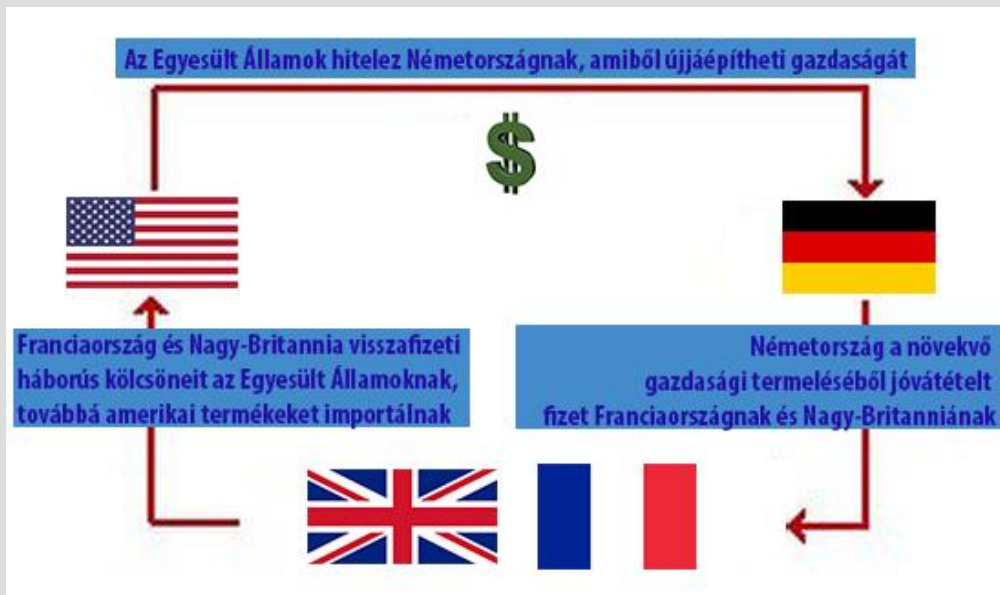 Az Egyesült Államok hitelez Németországnak, amiből újjáépítheti gazdaságát
$
Franciaország és Nagy-Britannia visszafizeti
háborús kölcsöneit az Egyesült Államoknak,
továbbá amerikai termékeket importálnak
Németország a növekvő
gazdasági termeléséből jóvátételt
fizet Franciaországnak és Nagy-Britanniának